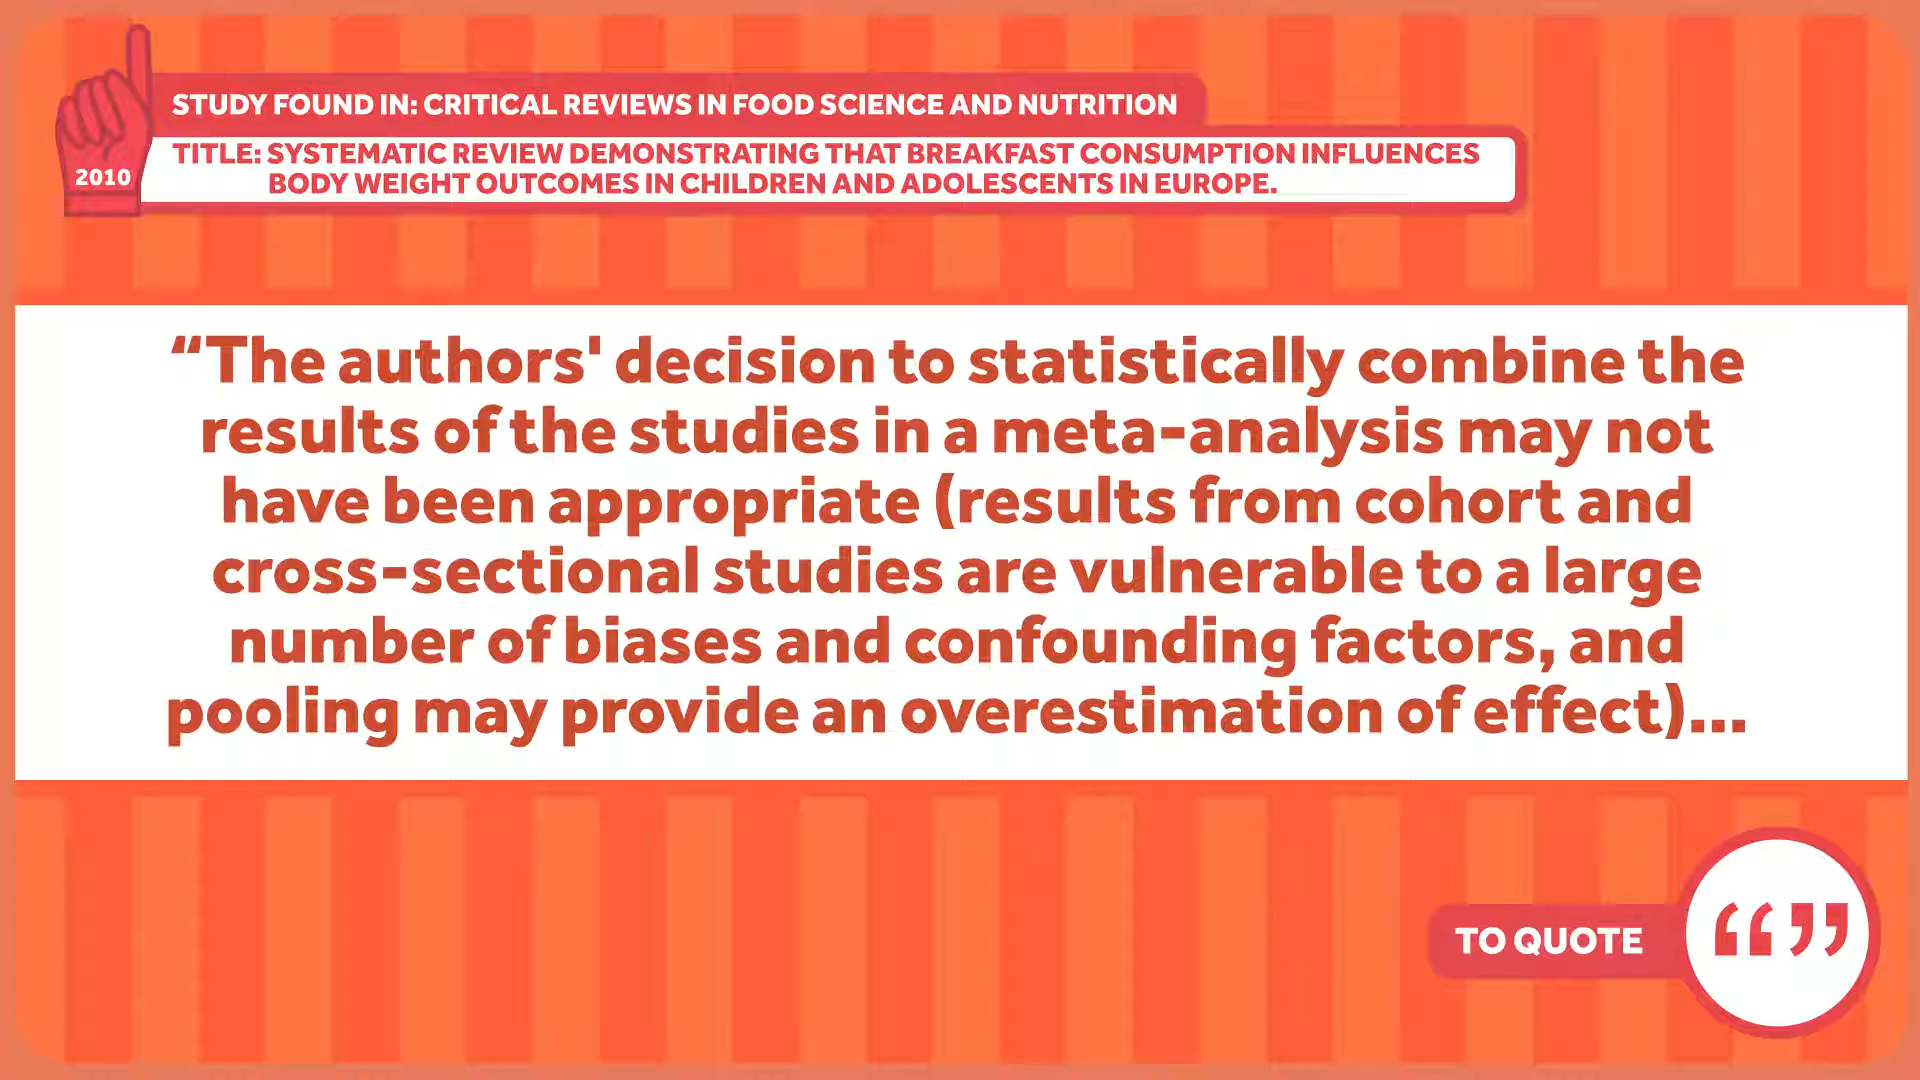 STUDY FOUND IN: CRITICAL REVIEWS IN FOOD SCIENCE AND NUTRITION
2010
TITLE: SYSTEMATIC REVIEW DEMONSTRATING THAT BREAKFAST CONSUMPTION INFLUENCES
BODY WEIGHT OUTCOMES IN CHILDREN AND ADOLESCENTS IN EUROPE.
“The authors' decision to statistically combine the
results of the studies in a meta-analysis may not
have been appropriate (results from cohort and
cross-sectional studies are vulnerable to a large
number of biases and confounding factors, and
pooling may provide an overestimation of effect)...
TO QUOTE
“”